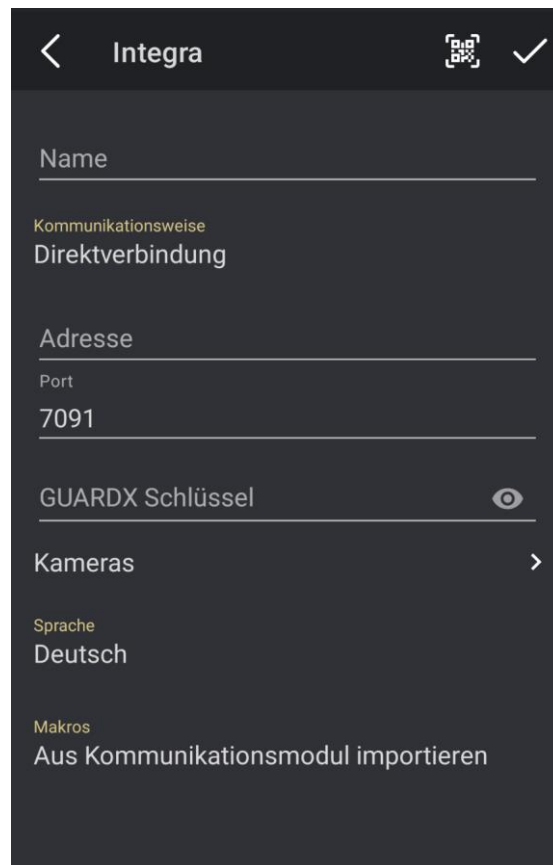 Integra
Name
Kommunikationsweise
Direktverbindung
Adresse
Port
7091
GUARDX Schlüssel
Kameras
Sprache
Deutsch
Makros
Aus Kommunikationsmodul importieren